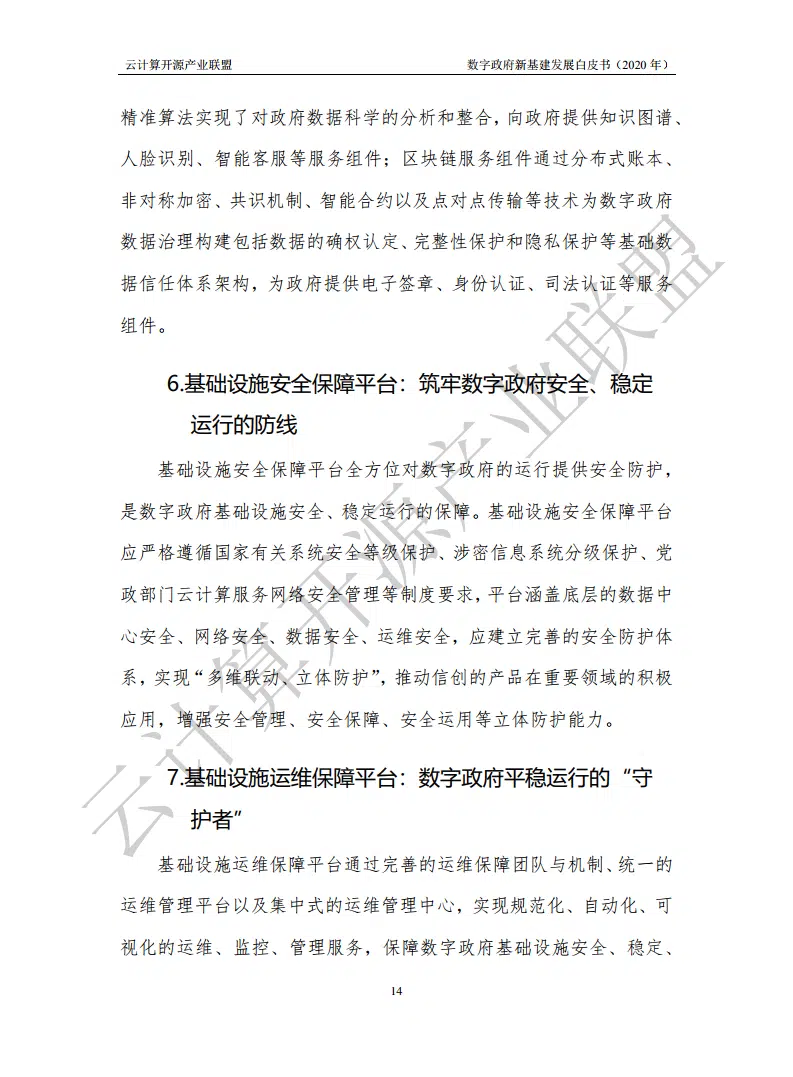 云计算开源产业联盟 数字政府新基建发展白皮书（2020 年）
精准算法实现了对政府数据科学的分析和整合，向政府提供知识图谱、
人脸识别、智能客服等服务组件；区块链服务组件通过分布式账本、
非对称加密、共识机制、智能合约以及点对点传输等技术为数字政府
数据治理构建包括数据的确权认定、完整性保护和隐私保护等基础数
据信任体系架构，为政府提供电子签章、身份认证、司法认证等服务
组件。
6.基础设施安全保障平台：筑牢数字政府安全、稳定
运行的防线
基础设施安全保障平台全方位对数字政府的运行提供安全防护，
是数字政府基础设施安全、稳定运行的保障。基础设施安全保障平台
应严格遵循国家有关系统安全等级保护、涉密信息系统分级保护、党
政部门云计算服务网络安全管理等制度要求，平台涵盖底层的数据中
心安全、网络安全、数据安全、运维安全，应建立完善的安全防护体
系，实现“多维联动、立体防护”，推动信创的产品在重要领域的积极
应用，增强安全管理、安全保障、安全运用等立体防护能力。
7.基础设施运维保障平台：数字政府平稳运行的“守
护者”
基础设施运维保障平台通过完善的运维保障团队与机制、统一的
运维管理平台以及集中式的运维管理中心，实现规范化、自动化、可
视化的运维、监控、管理服务，保障数字政府基础设施安全、稳定、
14
云计算开源产业联盟